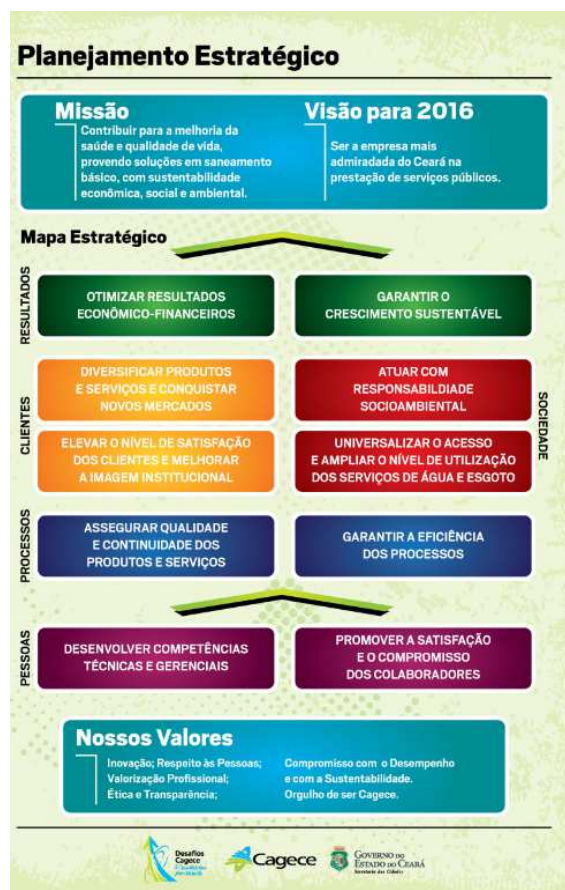 Planejamento Estratégico
Missão
Contribuir para a melhoria da
saúde e qualidade de vida,
provendo soluções em saneamento
básico, com sustentabilidade
econômica, social e ambiental.
Visão para 2016
Ser a empresa mais
admiradada do Ceará na
prestação de serviços públicos.
Mapa Estratégico
RESULTADOS
OTIMIZAR RESULTADOS
ECONÔMICO-FINANCEIROS
GARANTIR O
CRESCIMENTO SUSTENTÁVEL
CLIENTES
DIVERSIFICAR PRODUTOS
E SERVIÇOS E CONQUISTAR
NOVOS MERCADOS
ATUAR COM
RESPONSABILDIADE
SOCIOAMBIENTAL
SOCIEDADE
ELEVAR O NÍVEL DE SATISFAÇÃO
DOS CLIENTES E MELHORAR
A IMAGEM INSTITUCIONAL
UNIVERSALIZAR O ACESSO
E AMPLIAR O NÍVEL DE UTILIZAÇÃO
DOS SERVIÇOS DE ÁGUA E ESGOTO
PROCESSOS
ASSEGURAR QUALIDADE
E CONTINUIDADE DOS
PRODUTOS E SERVIÇOS
GARANTIR A EFICIÊNCIA
DOS PROCESSOS
PESSOAS
DESENVOLVER COMPETÊNCIAS
TÉCNICAS E GERENCIAIS
PROMOVER A SATISFAÇÃO
E O COMPROMISSO
DOS COLABORADORES
Nossos Valores
Inovação; Respeito às Pessoas;
Valorização Profissional;
Ética e Transparência;
Compromisso com o Desempenho
e com a Sustentabilidade.
Orgulho de ser Cagece.
Desafios
Cagece
Cagece
GOVERNO DO
ESTADO DO CEARÁ
Secretaria das Cidades